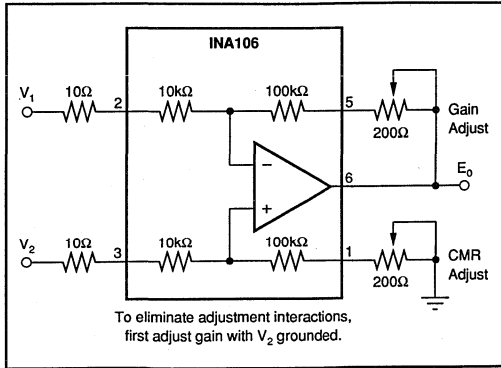 INA106
V1
10Ω
2
10kΩ
100kΩ
5
200Ω
Gain
Adjust
−
+
6
E0
V2
10Ω
3
10kΩ
100kΩ
1
200Ω
CMR
Adjust
To eliminate adjustment interactions,
first adjust gain with V2 grounded.